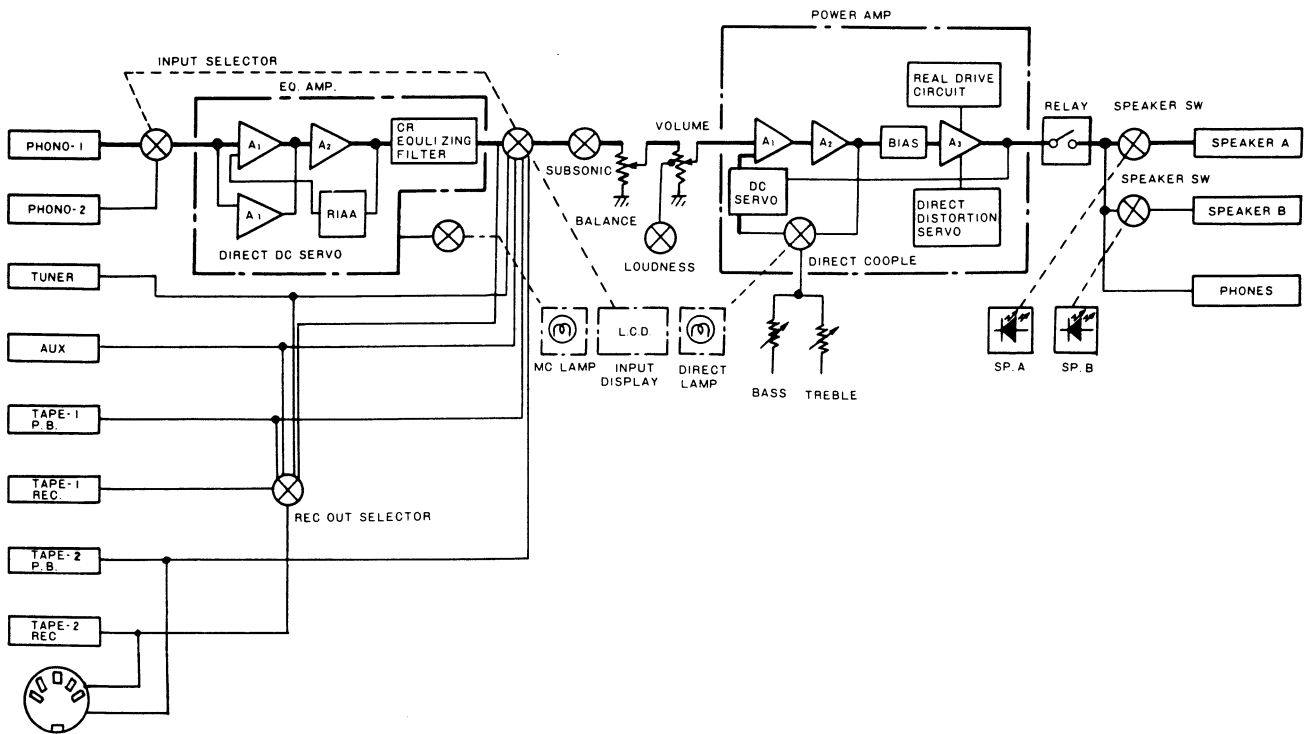 POWER AMP
INPUT SELECTOR
EQ. AMP.
REAL DRIVE
CIRCUIT
RELAY
SPEAKER SW
PHONO-1
A1
A2
CR
EQULIZING
FILTER
VOLUME
A1
A2
BIAS
A3
SPEAKER A
SUBSONIC
SPEAKER SW
PHONO-2
A1
RIAA
BALANCE
DC
SERVO
DIRECT
DISTORTION
SERVO
SPEAKER B
DIRECT DC SERVO
LOUDNESS
DIRECT COOPLE
TUNER
PHONES
AUX
L.C.D.
MC LAMP
INPUT
DISPLAY
DIRECT
LAMP
BASS
TREBLE
SP. A
SP. B
TAPE-1
P.B.
TAPE-1
REC.
REC OUT SELECTOR
TAPE-2
P.B.
TAPE-2
REC